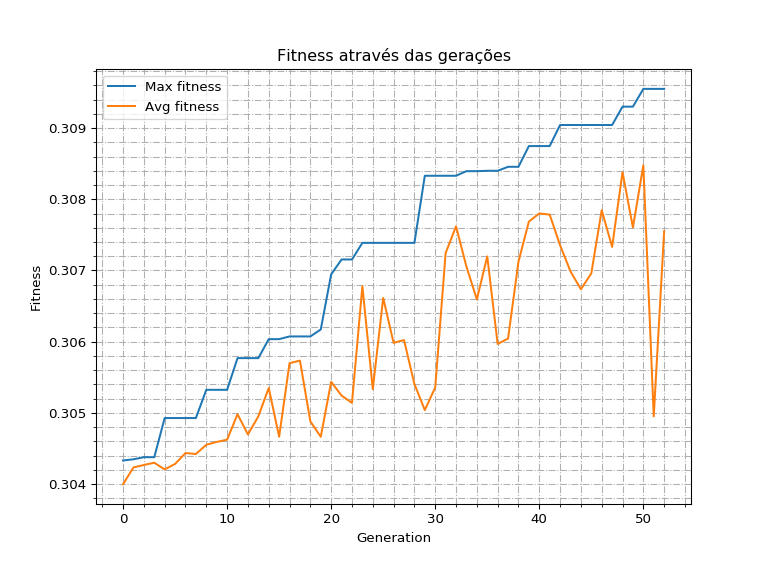 Fitness através das gerações
Max fitness
Avg fitness
0.309
0.308
0.307
0.306
0.305
0.304
Fitness
0 10 20 30 40 50
Generation